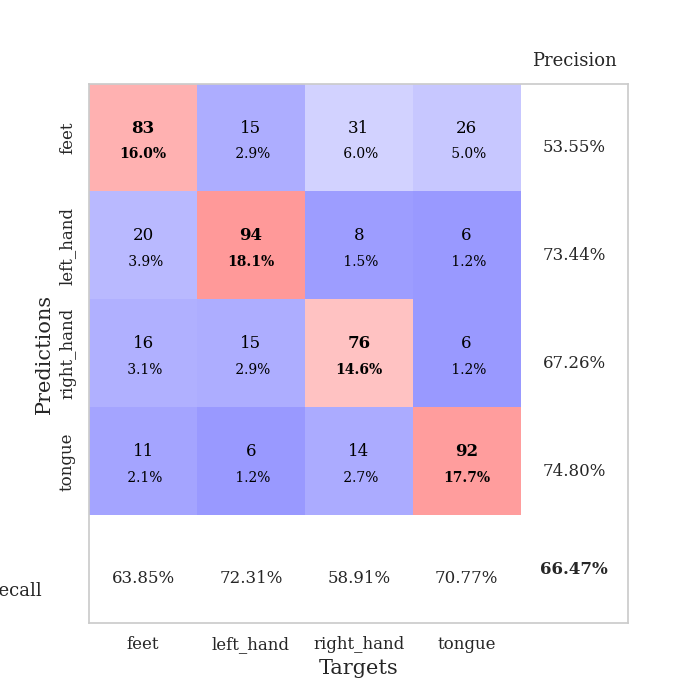 Precision
feet 83 15 31 26 53.55%
16.0% 2.9% 6.0% 5.0%
left_hand 20 94 8 6 73.44%
3.9% 18.1% 1.5% 1.2%
Predictions
right_hand 16 15 76 6 67.26%
3.1% 2.9% 14.6% 1.2%
tongue 11 6 14 92 74.80%
2.1% 1.2% 2.7% 17.7%
ecall 63.85% 72.31% 58.91% 70.77% 66.47%
feet left_hand right_hand tongue
Targets